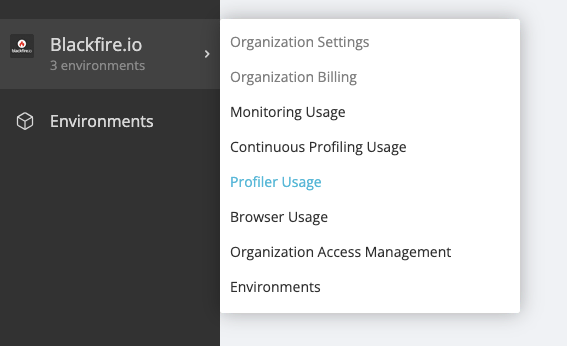 Blackfire.io
3 environments
Environments
Organization Settings
Organization Billing
Monitoring Usage
Continuous Profiling Usage
Profiler Usage
Browser Usage
Organization Access Management
Environments